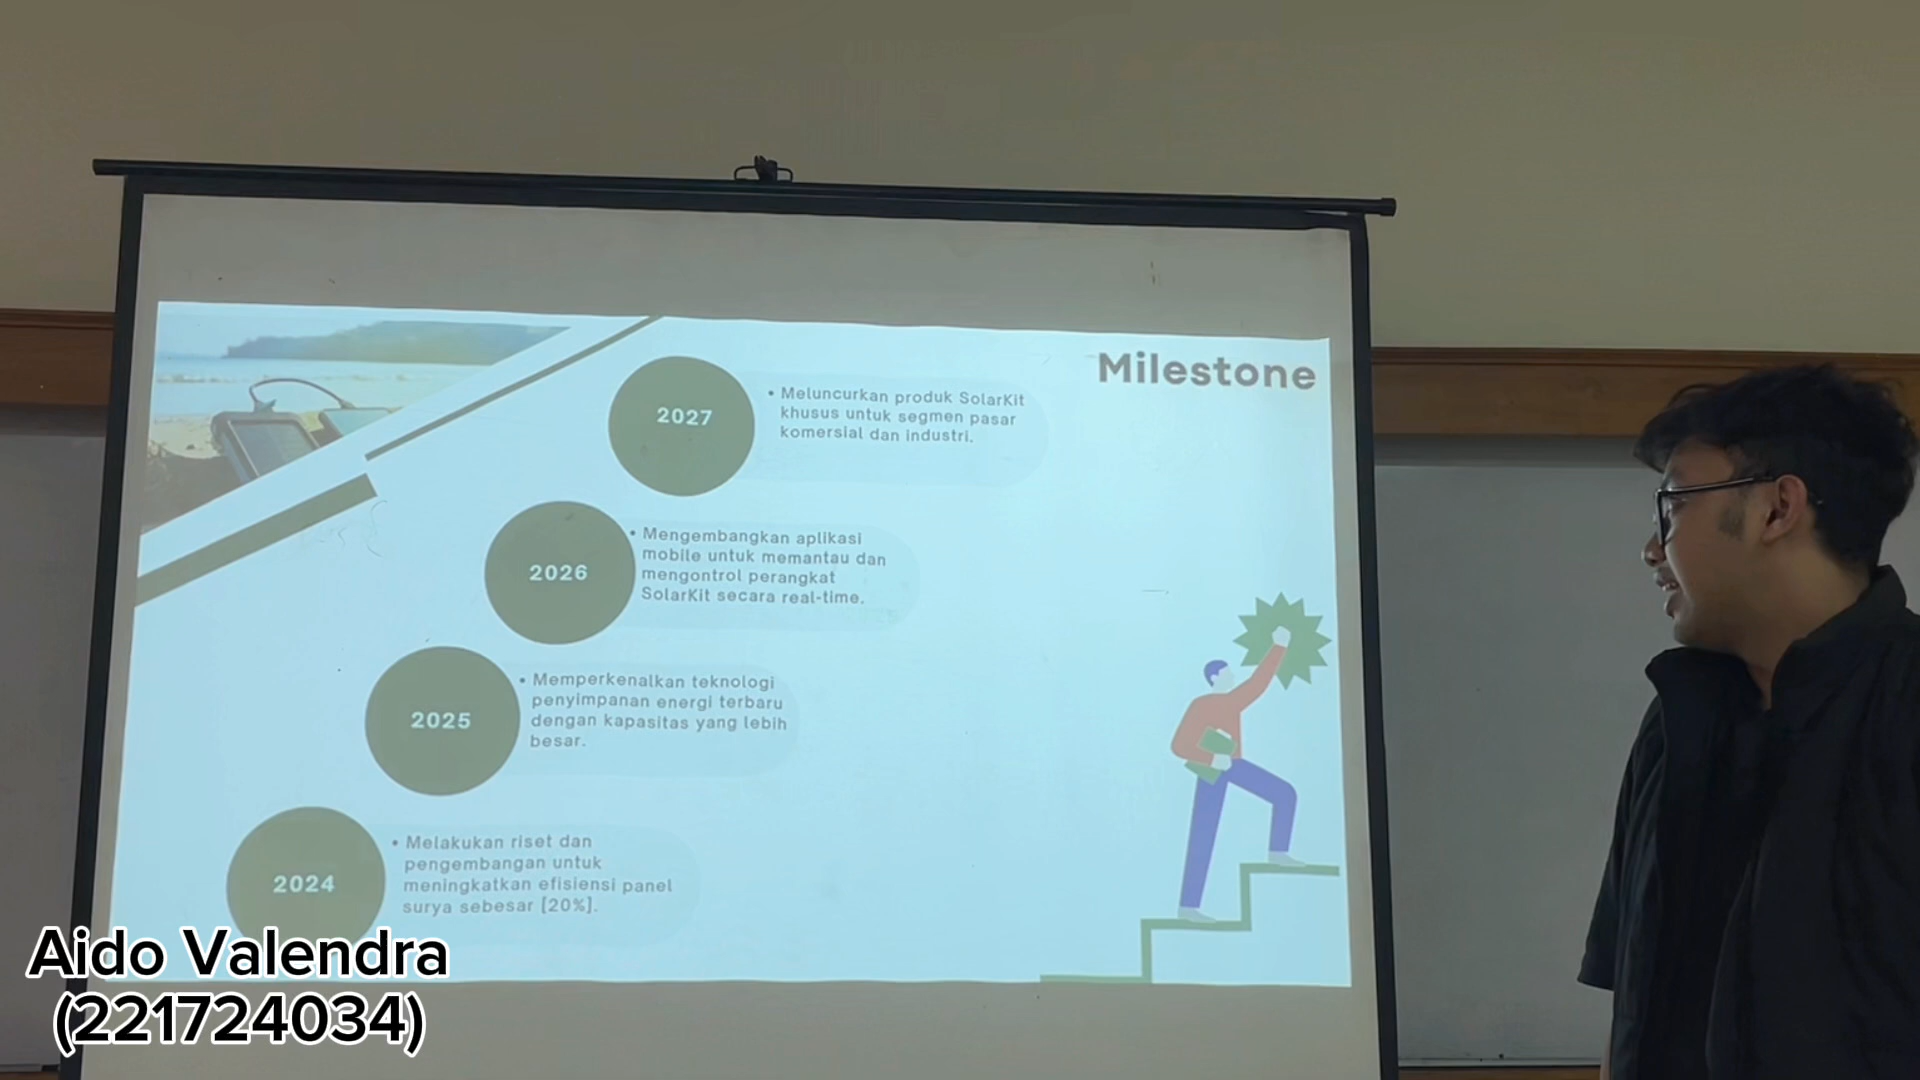 Milestone
2027
• Meluncurkan produk SolarKit
khusus untuk segmen pasar
komersial dan industri.
2026
• Mengembangkan aplikasi
mobile untuk memantau dan
mengontrol perangkat
SolarKit secara real-time.
2025
• Memperkenalkan teknologi
penyimpanan energi terbaru
dengan kapasitas yang lebih
besar.
2024
• Melakukan riset dan
pengembangan untuk
meningkatkan efisiensi panel
surya sebesar [20%].
Aido Valendra
(221724034)